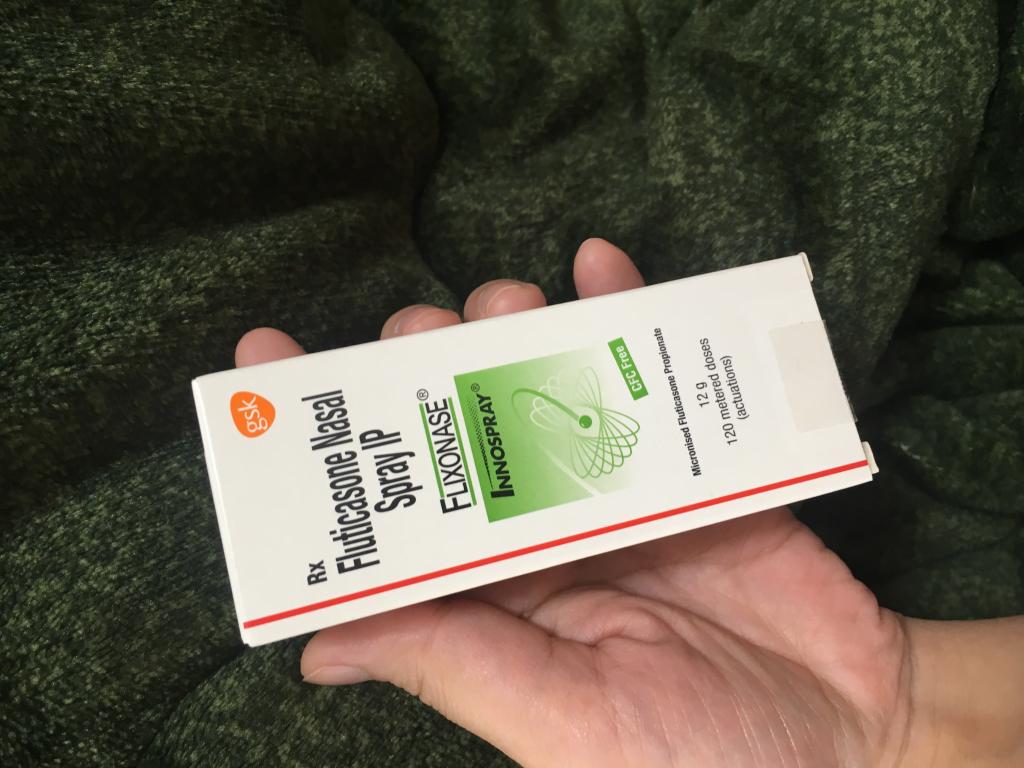 gsk
Rx
Fluticasone Nasal
Spray IP
FLIXONASE®
INNOSPRAY®
CFC Free
Micronised Fluticasone Propionate
12 g
120 metered doses
(actuations)